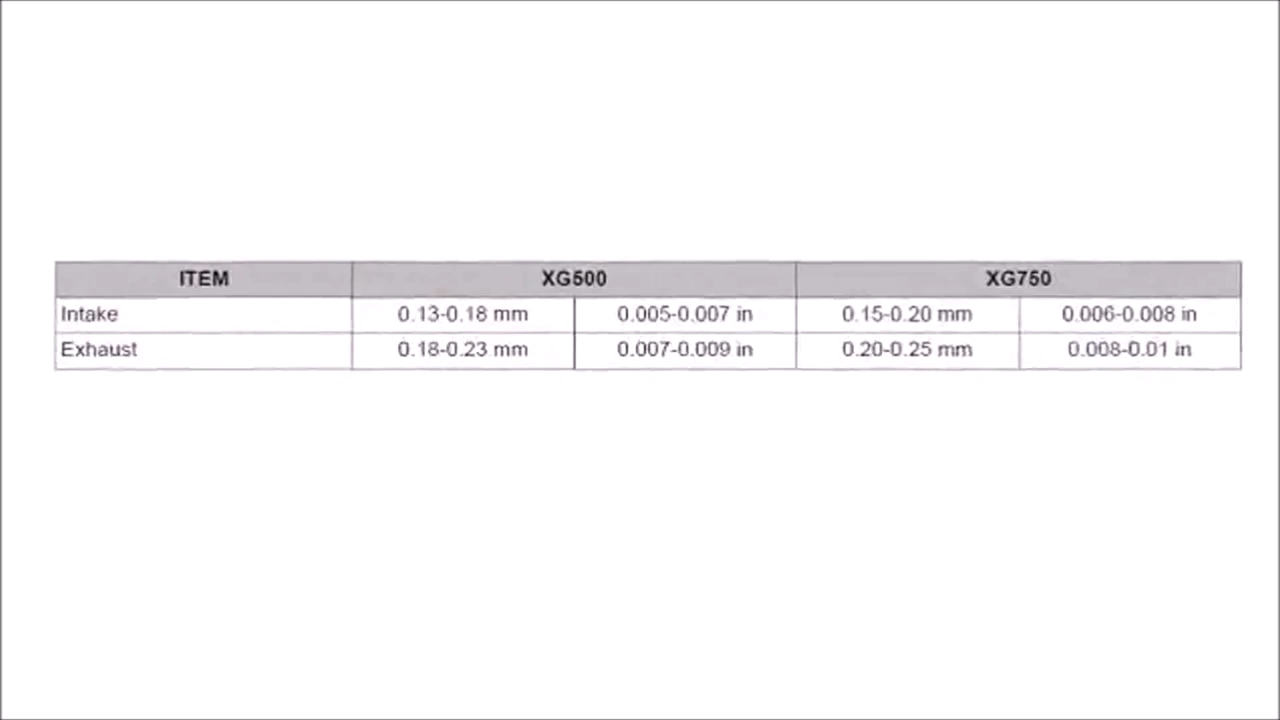 ITEM XG500 XG750
Intake 0.13-0.18 mm 0.005-0.007 in 0.15-0.20 mm 0.006-0.008 in
Exhaust 0.18-0.23 mm 0.007-0.009 in 0.20-0.25 mm 0.008-0.01 in